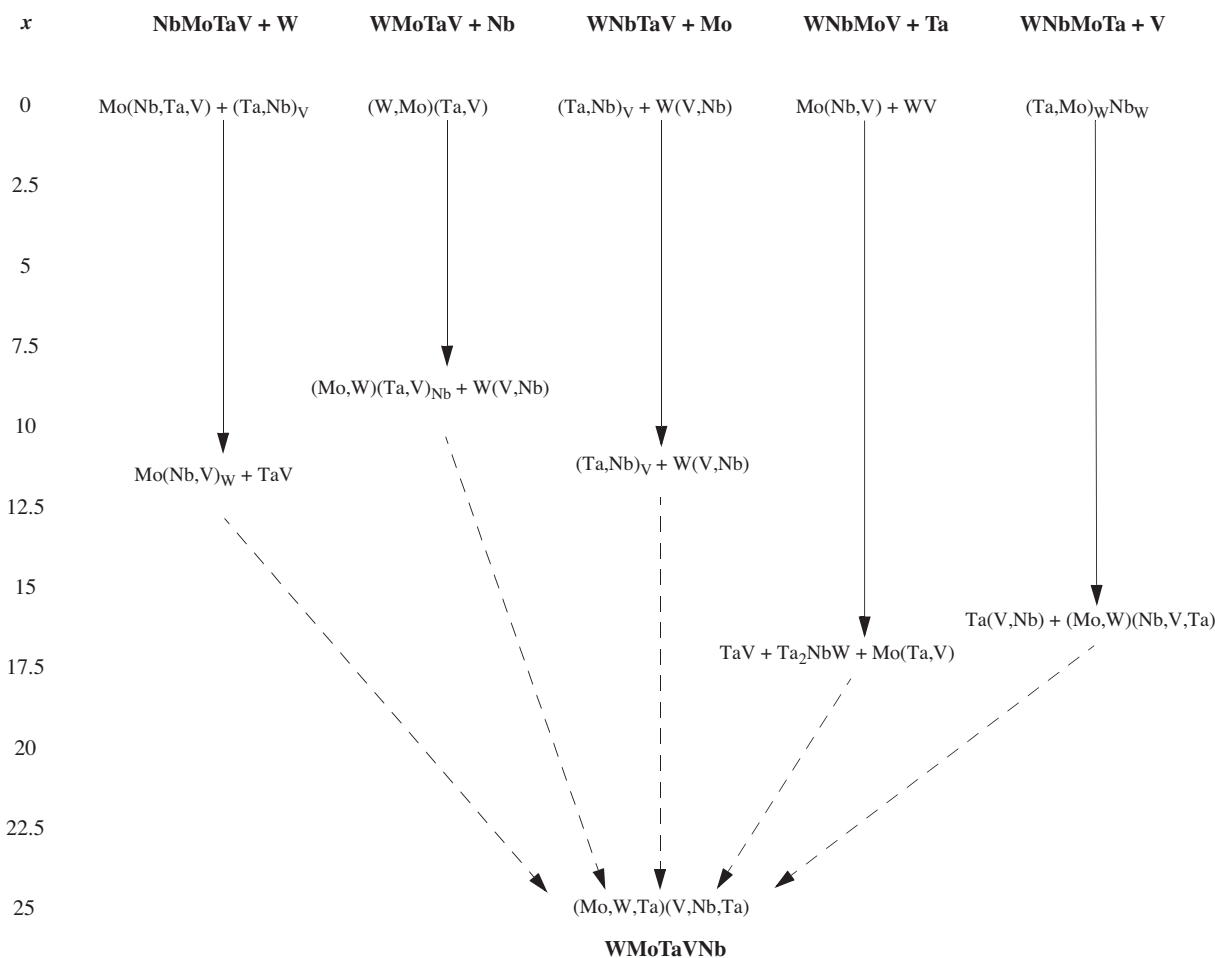 x NbMoTaV + W WMoTaV + Nb WNbTaV + Mo WNbMoV + Ta WNbMoTa + V
0 Mo(Nb,Ta,V) + (Ta,Nb)V (W,Mo)(Ta,V) (Ta,Nb)V + W(V,Nb) Mo(Nb,V) + WV (Ta,Mo)WNbW
2.5
5
7.5
(Mo,W)(Ta,V)Nb + W(V,Nb)
10
Mo(Nb,V)W + TaV (Ta,Nb)V + W(V,Nb)
12.5
15
Ta(V,Nb) + (Mo,W)(Nb,V,Ta)
TaV + Ta2NbW + Mo(Ta,V)
17.5
20
22.5
25 (Mo,W,Ta)(V,Nb,Ta)
WMoTaVNb